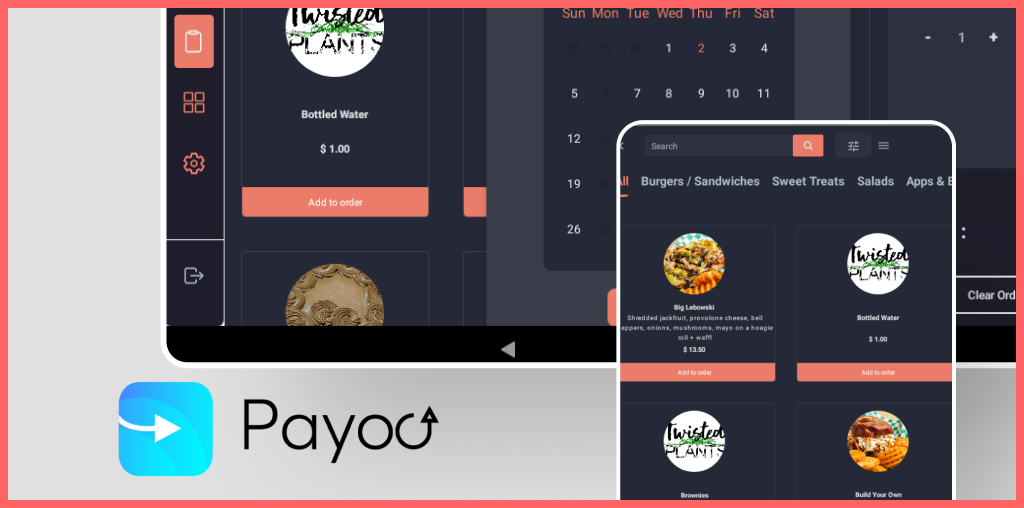 Twisted
PLANTS
Bottled Water
$ 1.00
Add to order
Sun Mon Tue Wed Thu Fri Sat
28 29 30 1 2 3 4
5 6 7 8 9 10 11
12
19
26
- 1 +
Clear Ord
Search
All Burgers / Sandwiches Sweet Treats Salads Apps & B
Big Lebowski
Shredded jackfruit, provolone cheese, bell
eppers, onions, mushrooms, mayo on a hoagie
roll + waffl
$ 13.50
Add to order
Twisted
PLANTS
Bottled Water
$ 1.00
Add to order
Twisted
PLANTS
Brownies
Build Your Own
Payoo